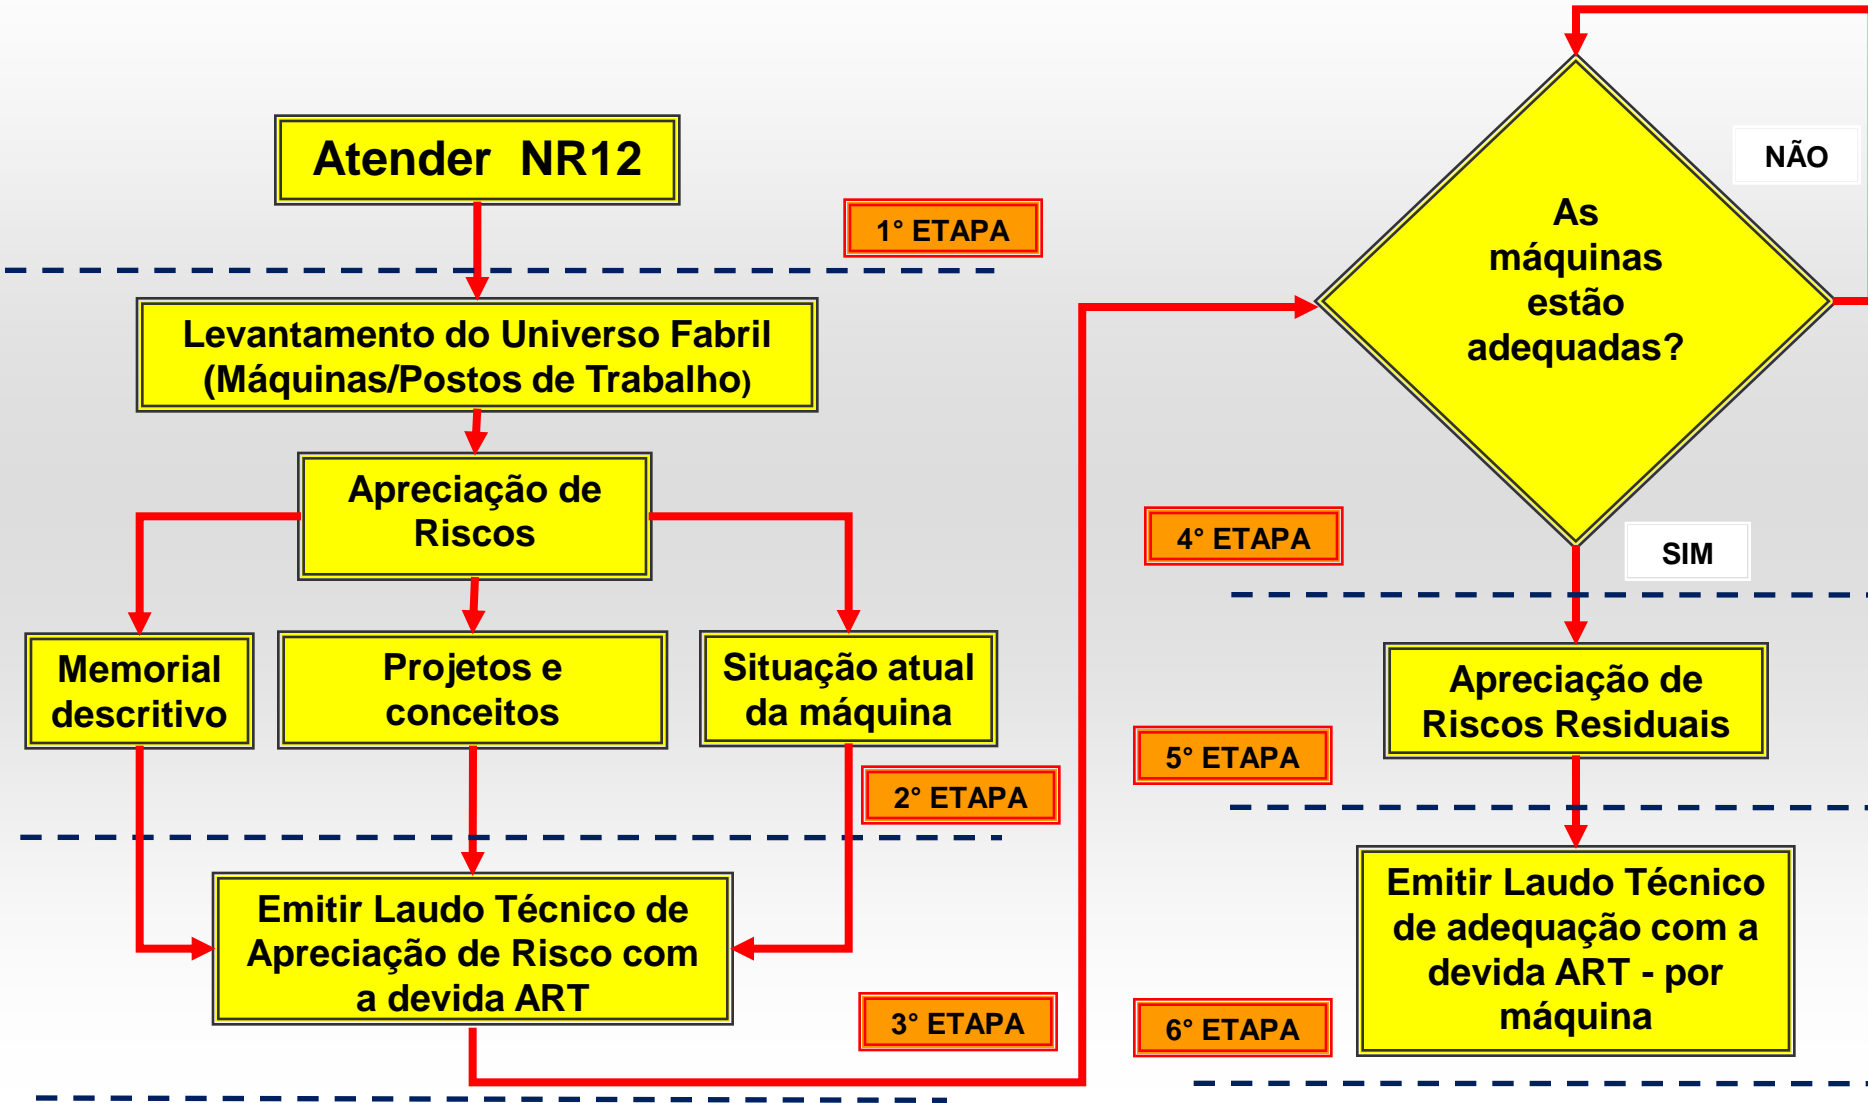 Atender NR12
1° ETAPA
Levantamento do Universo Fabril
(Máquinas/Postos de Trabalho)
Apreciação de
Riscos
Memorial
descritivo
Projetos e
conceitos
Situação atual
da máquina
2° ETAPA
Emitir Laudo Técnico de
Apreciação de Risco com
a devida ART
3° ETAPA
As
máquinas
estão
adequadas?
NÃO
SIM
4° ETAPA
Apreciação de
Riscos Residuais
5° ETAPA
Emitir Laudo Técnico
de adequação com a
devida ART - por
máquina
6° ETAPA